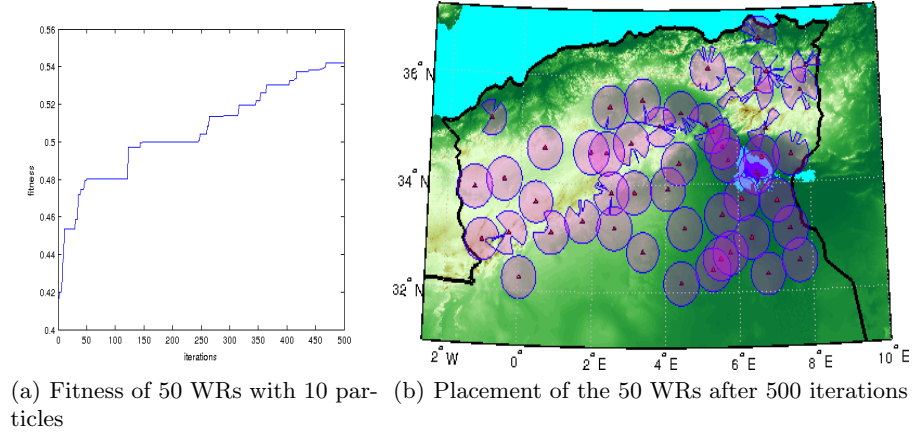 0.56
0.54
0.52
0.5
0.48
0.46
0.44
0.42
0.4
fitness
0 50 100 150 200 250 300 350 400 450 500
iterations
36° N
34° N
32° N
2° W 0° 2° E 4° E 6° E 8° E 10° E
(a) Fitness of 50 WRs with 10 par-
ticles
(b) Placement of the 50 WRs after 500 iterations